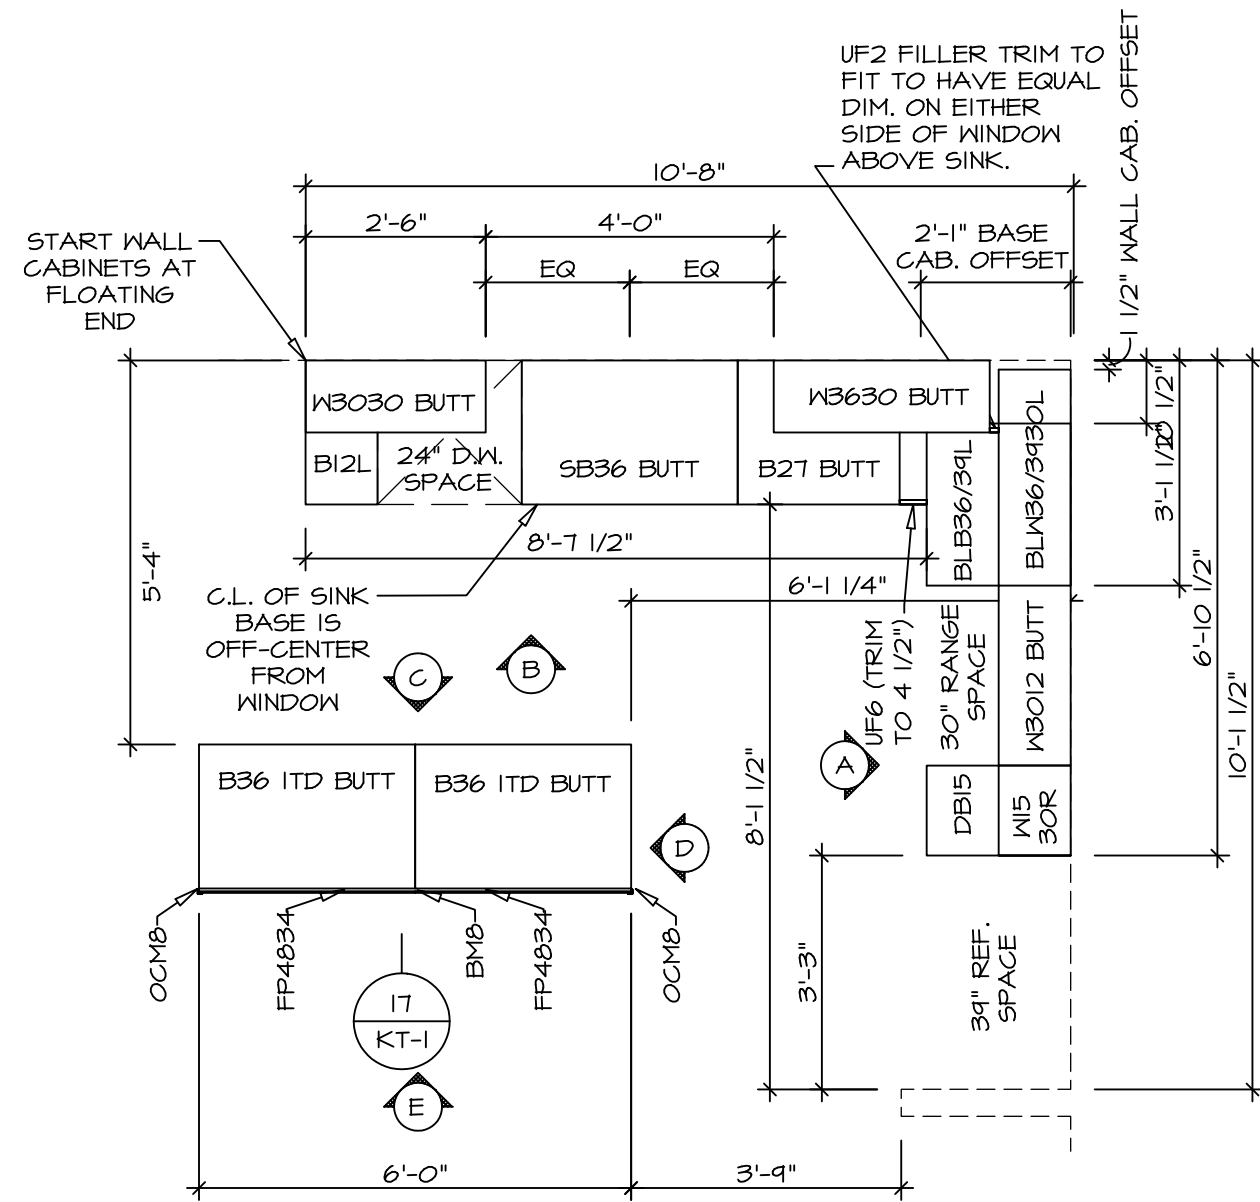 UF2 FILLER TRIM TO
FIT TO HAVE EQUAL
DIM. ON EITHER
SIDE OF WINDOW
ABOVE SINK.
1 1/2" WALL CAB. OFFSET
10'-8"
2'-6"
4'-0"
2'-1" BASE
CAB. OFFSET
EQ
EQ
START WALL
CABINETS AT
FLOATING
END
W3030 BUTT
W3630 BUTT
B12L
24" D.W.
SPACE
SB36 BUTT
B27 BUTT
BLB36/39L
BLW36/3930L
1/2"
3'-1 1/2"
5'-4"
8'-7 1/2"
6'-1 1/4"
6'-10 1/2"
10'-1 1/2"
C.L. OF SINK
BASE IS
OFF-CENTER
FROM
WINDOW
C
B
UF6 (TRIM
TO 4 1/2")
30" RANGE
SPACE
W3012 BUTT
A
B36 1TD BUTT
B36 1TD BUTT
8'-1 1/2"
DB15
W15
30R
D
OCM8
FP4834
BM8
FP4834
OCM8
3'-3"
39" REF.
SPACE
17
KT-1
E
6'-0"
3'-9"